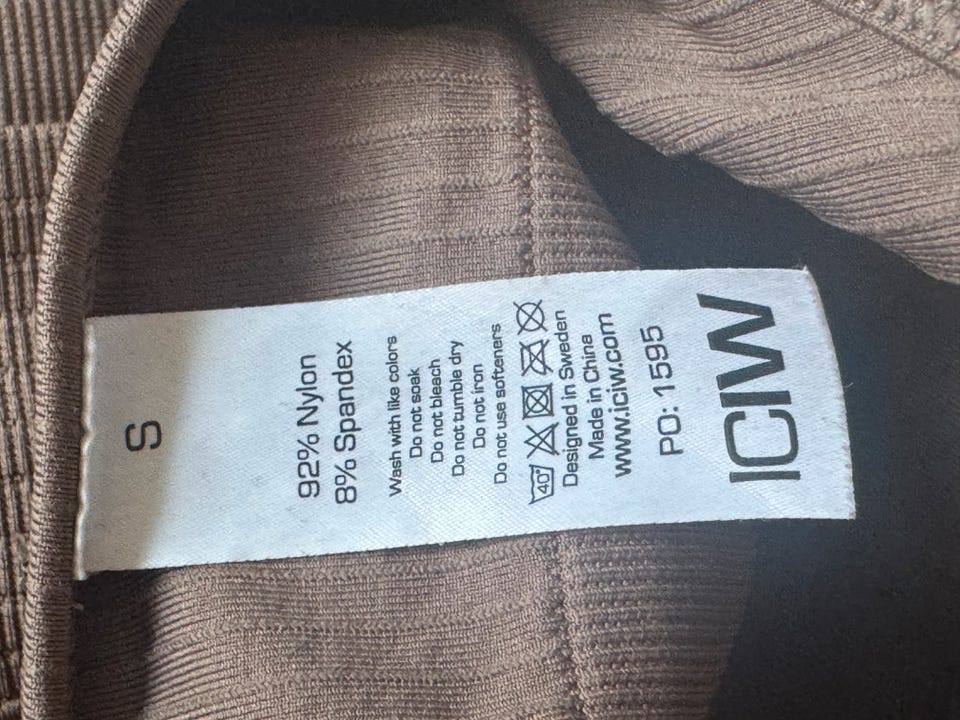 S
92% Nylon
8% Spandex
Wash with like colors
Do not soak
Do not bleach
Do not tumble dry
Do not iron
Do not use softeners
40°
Designed in Sweden
Made in China
www.iciw.com
PO: 1595
ICIW